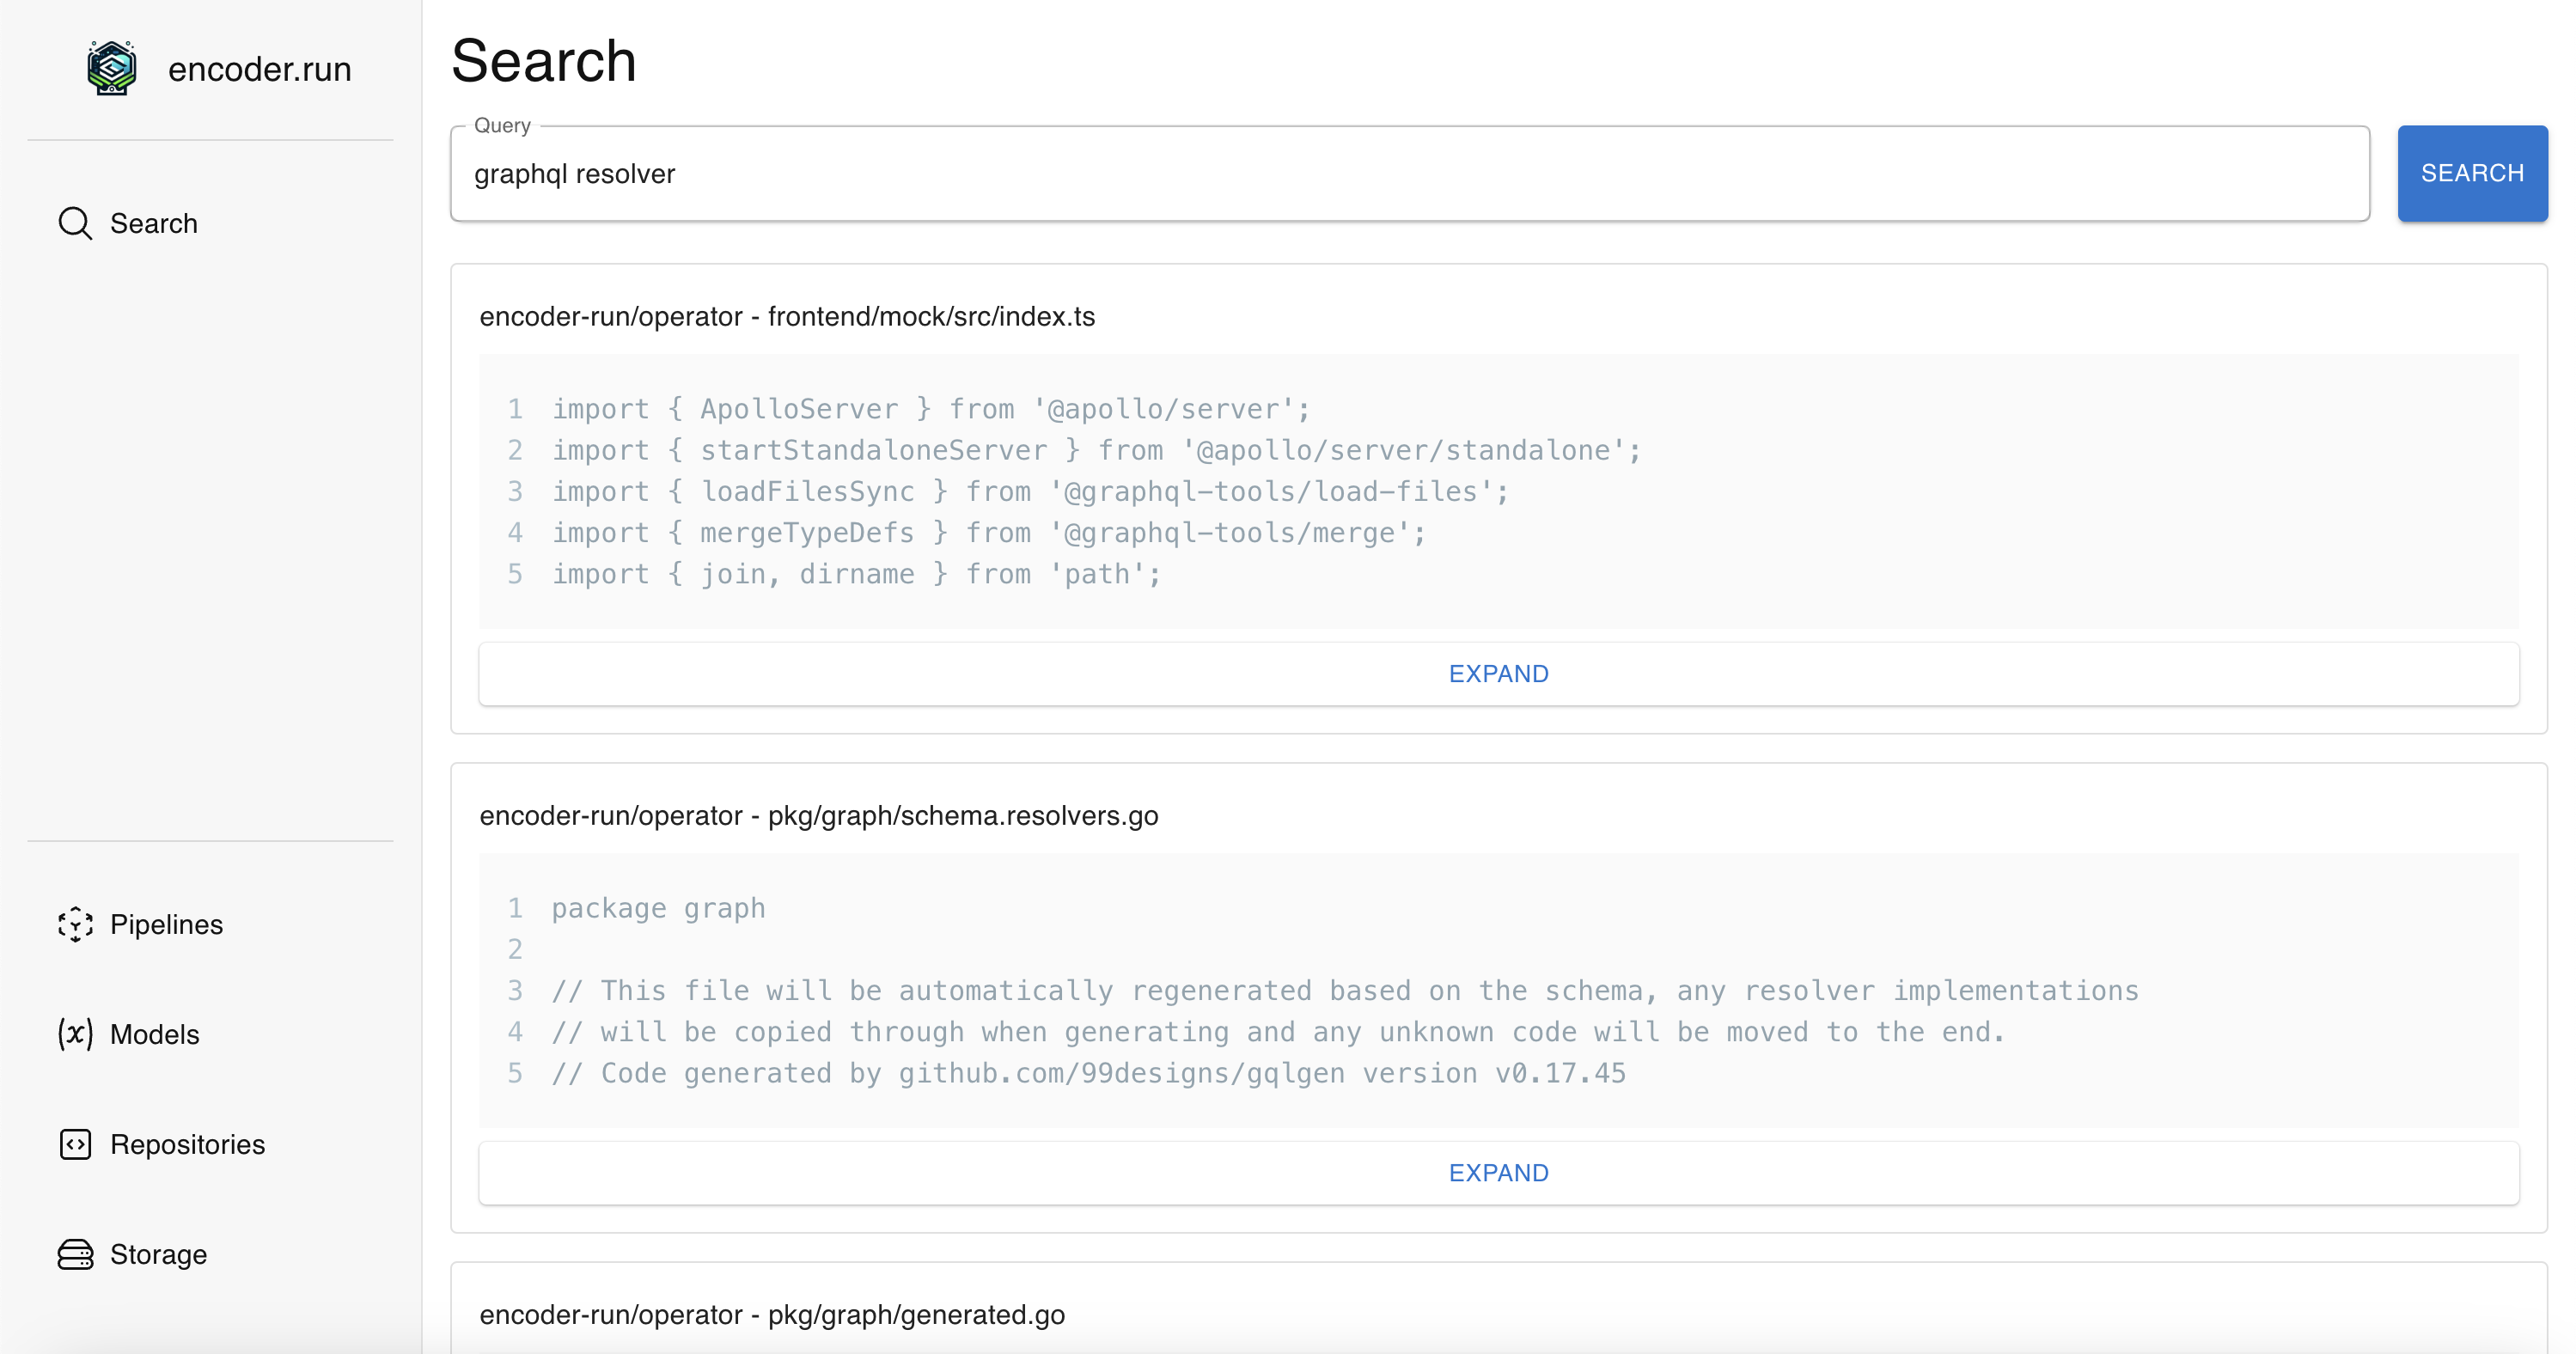 encoder.run
Search
Pipelines
Models
Repositories
Storage
Search
Query
graphql resolver
SEARCH
encoder-run/operator - frontend/mock/src/index.ts
1 import { ApolloServer } from '@apollo/server';
2 import { startStandaloneServer } from '@apollo/server/standalone';
3 import { loadFilesSync } from '@graphql-tools/load-files';
4 import { mergeTypeDefs } from '@graphql-tools/merge';
5 import { join, dirname } from 'path';
EXPAND
encoder-run/operator - pkg/graph/schema.resolvers.go
1 package graph
2
3 // This file will be automatically regenerated based on the schema, any resolver implementations
4 // will be copied through when generating and any unknown code will be moved to the end.
5 // Code generated by github.com/99designs/gqlgen version v0.17.45
EXPAND
encoder-run/operator - pkg/graph/generated.go